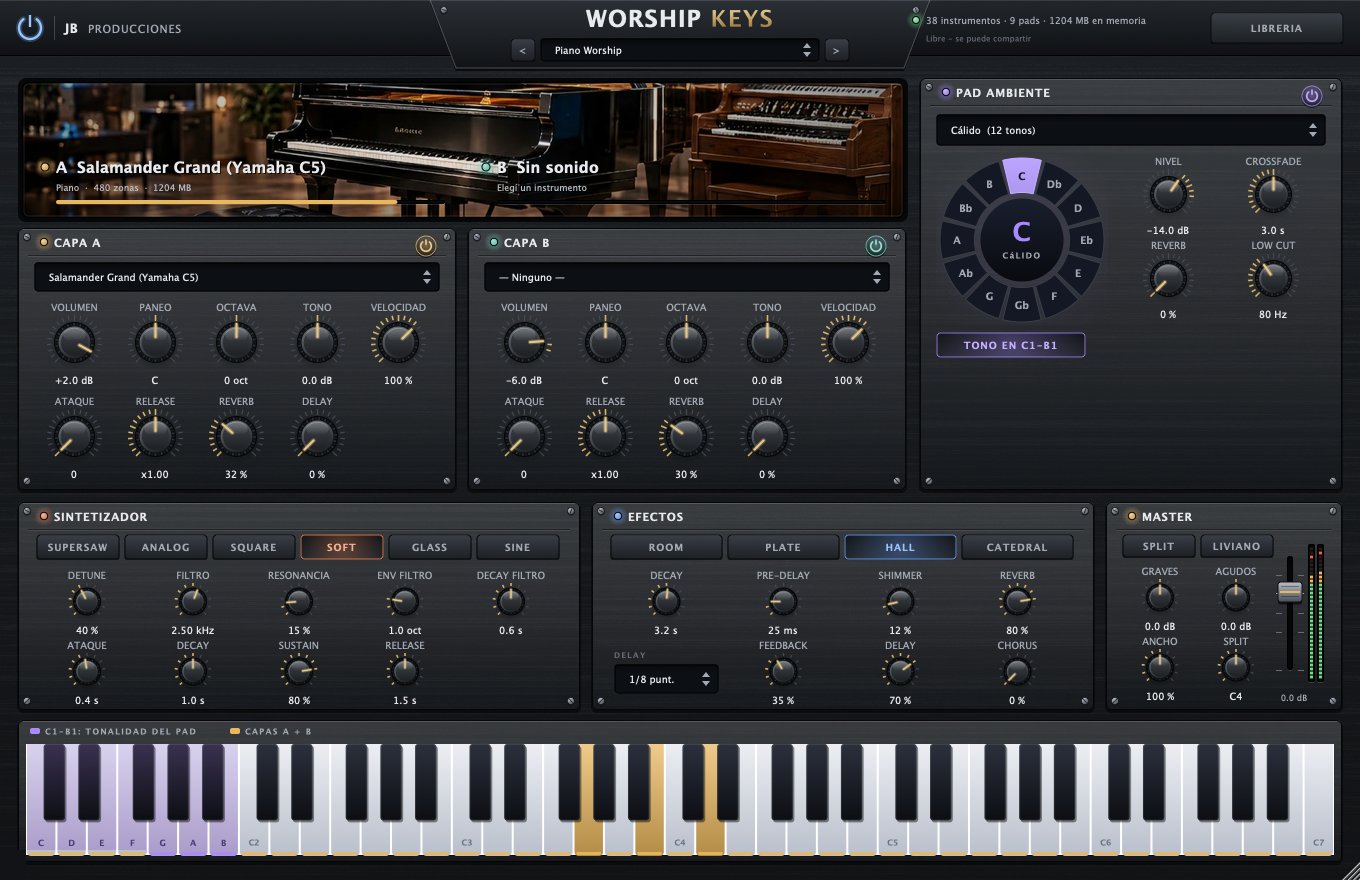 JB PRODUCCIONES
WORSHIP KEYS
< Piano Worship >
38 instrumentos · 9 pads · 1204 MB en memoria
Libre – se puede compartir
LIBRERIA
A Salamander Grand (Yamaha C5)
Piano · 480 zonas · 1204 MB
B Sin sonido
Elegí un instrumento
PAD AMBIENTE
Cálido (12 tonos)
C
Db
D
Eb
E
F
Gb
G
Ab
A
Bb
B
C
CáLIDO
NIVEL CROSSFADE
-14.0 dB 3.0 s
REVERB LOW CUT
0 % 80 Hz
TONO EN C1–B1
CAPA A
Salamander Grand (Yamaha C5)
VOLUMEN PANEO OCTAVA TONO VELOCIDAD
+2.0 dB C 0 oct 0.0 dB 100 %
ATAQUE RELEASE REVERB DELAY
0 x1.00 32 % 0 %
CAPA B
— Ninguno —
VOLUMEN PANEO OCTAVA TONO VELOCIDAD
-6.0 dB C 0 oct 0.0 dB 100 %
ATAQUE RELEASE REVERB DELAY
0 x1.00 30 % 0 %
SINTETIZADOR
SUPERSAW ANALOG SQUARE SOFT GLASS SINE
DETUNE FILTRO RESONANCIA ENV FILTRO DECAY FILTRO
40 % 2.50 kHz 15 % 1.0 oct 0.6 s
ATAQUE DECAY SUSTAIN RELEASE
0.4 s 1.0 s 80 % 1.5 s
EFECTOS
ROOM PLATE HALL CATEDRAL
DECAY PRE-DELAY SHIMMER REVERB
3.2 s 25 ms 12 % 80 %
DELAY FEEDBACK DELAY CHORUS
1/8 punt. 35 % 70 % 0 %
MASTER
SPLIT LIVIANO
GRAVES AGUDOS
0.0 dB 0.0 dB
ANCHO SPLIT
100 % C4 0.0 dB
C1–B1: TONALIDAD DEL PAD CAPAS A + B
C D E F G A B C2 C3 C4 C5 C6 C7